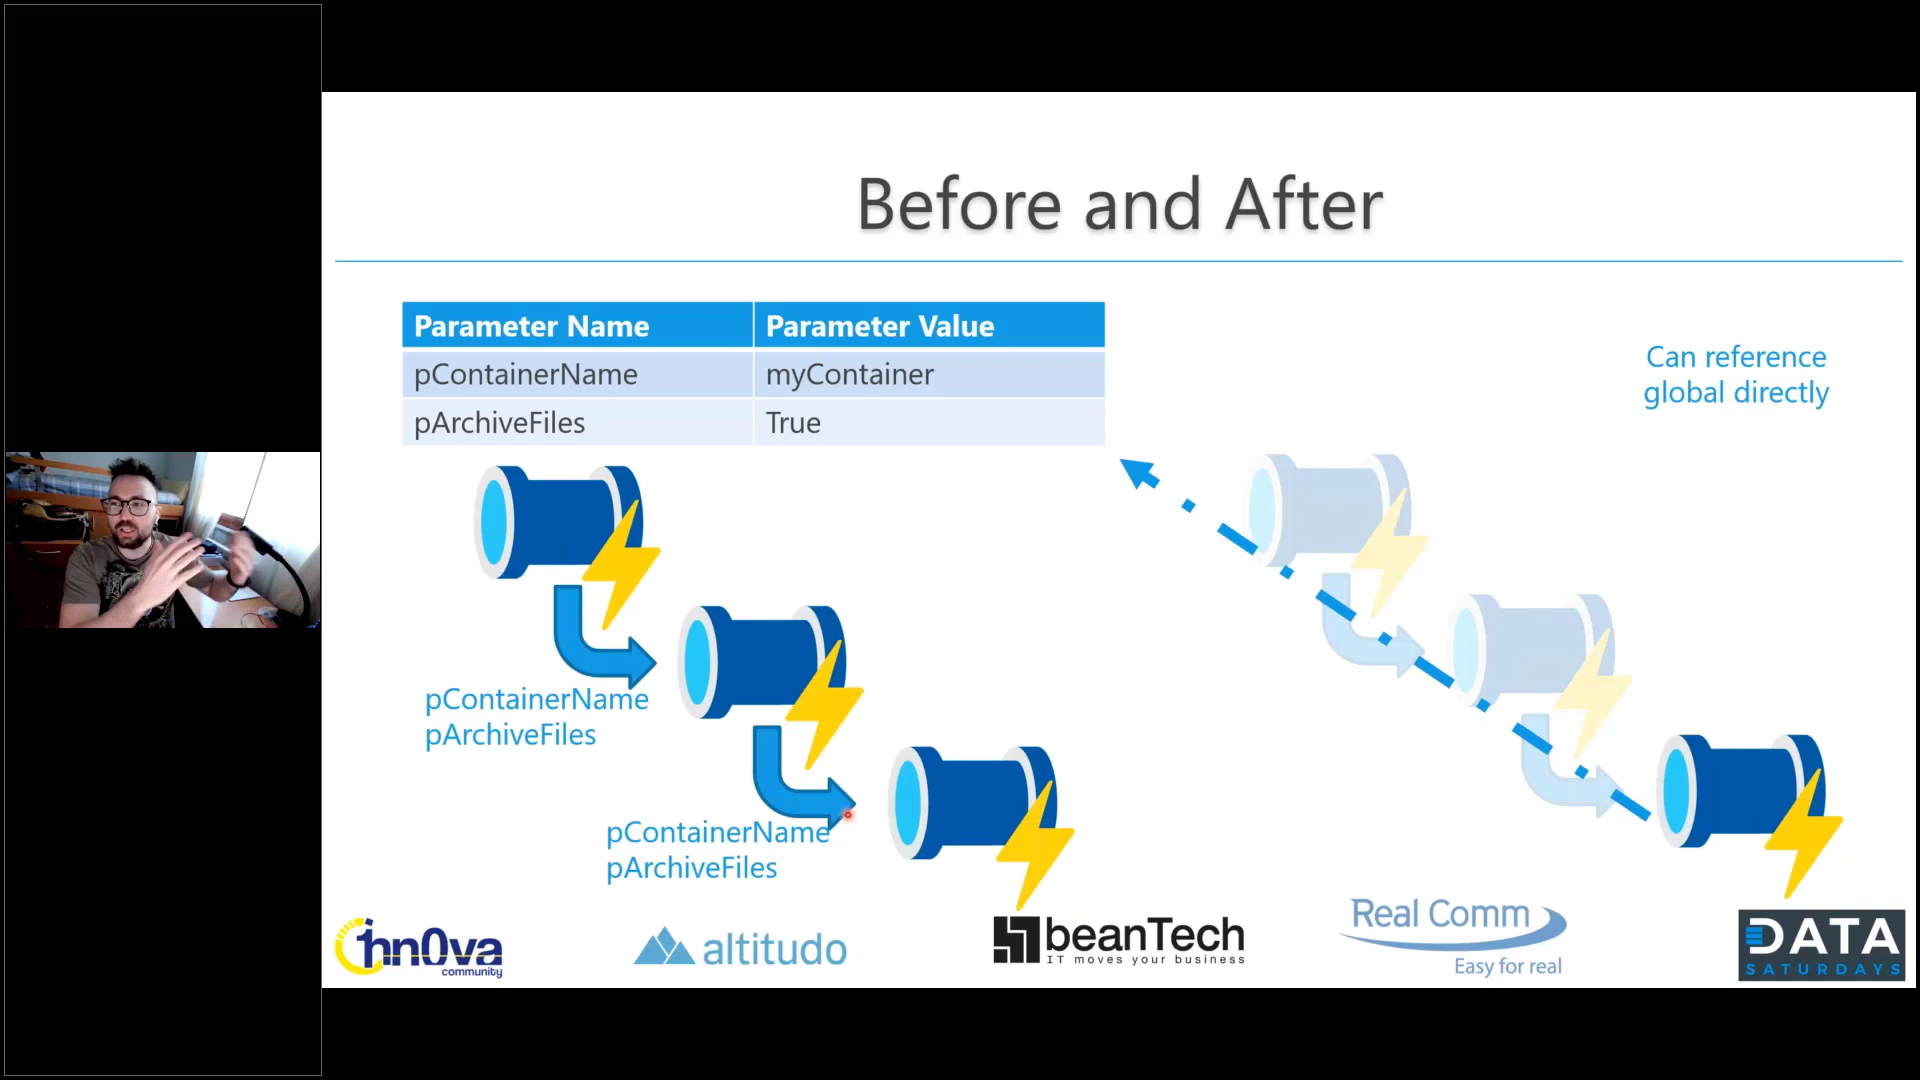 Before and After
Parameter Name Parameter Value
pContainerName myContainer
pArchiveFiles True
Can reference
global directly
pContainerName
pArchiveFiles
pContainerName
pArchiveFiles
1nn0va
community
altitudo
beanTech
IT moves your business
Real Comm
Easy for real
DATA
SATURDAYS